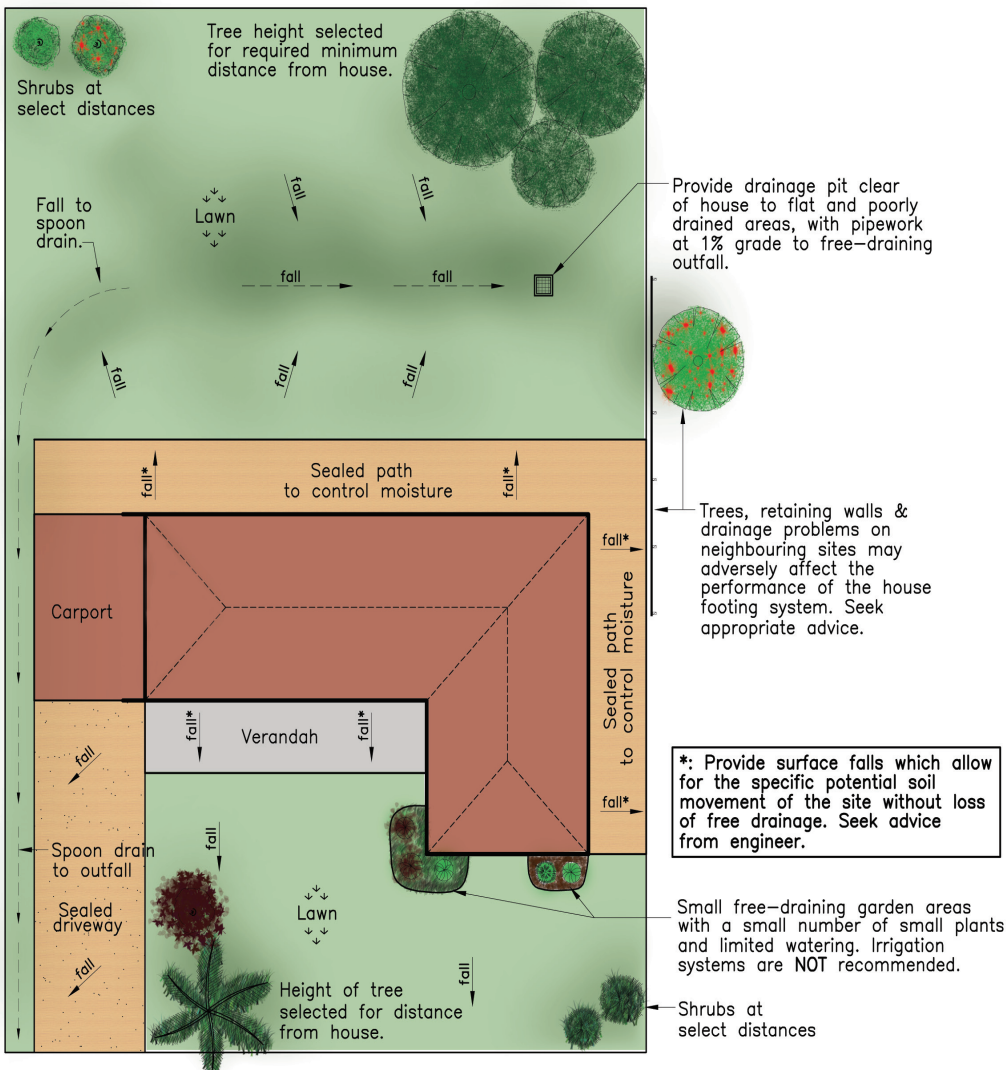 Tree height selected
for required minimum
distance from house.
Shrubs at
select distances
Provide drainage pit clear
of house to flat and poorly
drained areas, with pipework
at 1% grade to free-draining
outfall.
fall
fall
Lawn
Fall to
spoon
drain.
fall
fall
fall
fall
fall
Sealed path
to control moisture
fall*
fall*
Trees, retaining walls &
drainage problems on
neighbouring sites may
adversely affect the
performance of the house
footing system. Seek
appropriate advice.
fall*
Carport
Sealed path
to control moisture
fall*
Verandah
fall*
fall*
*: Provide surface falls which allow
for the specific potential soil
movement of the site without loss
of free drainage. Seek advice
from engineer.
fall
fall
Spoon drain
to outfall
Sealed
driveway
Lawn
Small free-draining garden areas
with a small number of small plants
and limited watering. Irrigation
systems are NOT recommended.
fall
fall
Height of tree
selected for distance
from house.
Shrubs at
select distances